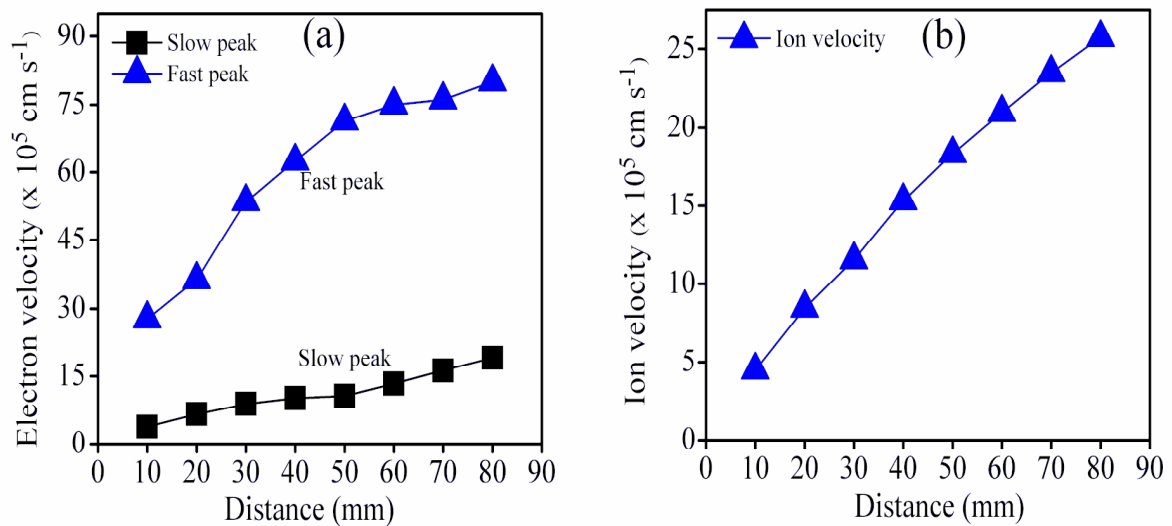 (a)
Slow peak
Fast peak
Electron velocity (x 10⁵ cm s⁻¹)
90
75
60
45
30
15
0
Fast peak
Slow peak
0 10 20 30 40 50 60 70 80 90
Distance (mm)
(b)
Ion velocity
Ion velocity (x 10⁵ cm s⁻¹)
25
20
15
10
5
0
0 10 20 30 40 50 60 70 80 90
Distance (mm)